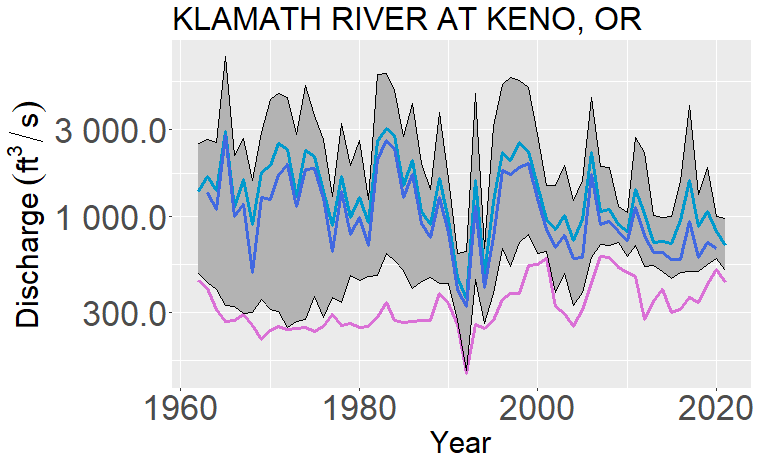 KLAMATH RIVER AT KENO, OR
Discharge (ft³/s)
3 000.0
1 000.0
300.0
1960 1980 2000 2020
Year